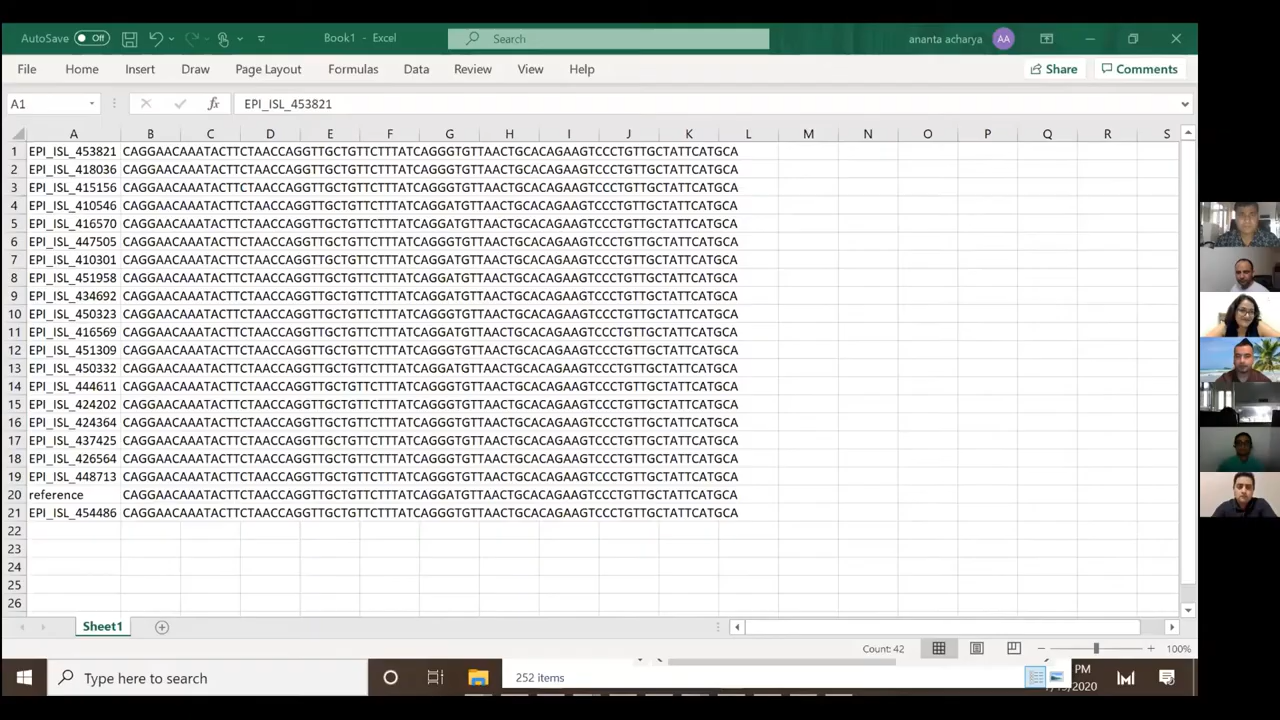 AutoSave Off Book1 - Excel Search ananta acharya AA
File Home Insert Draw Page Layout Formulas Data Review View Help Share Comments
A1 fx EPI_ISL_453821
A B C D E F G H I J K L M N O P Q R S
1 EPI_ISL_453821 CAGGAACAAATACTTCTAACCAGGTTGCTGTTCTTTATCAGGGTGTTAACTGCACAGAAGTCCCTGTTGCTATTCATGCA
2 EPI_ISL_418036 CAGGAACAAATACTTCTAACCAGGTTGCTGTTCTTTATCAGGGTGTTAACTGCACAGAAGTCCCTGTTGCTATTCATGCA
3 EPI_ISL_415156 CAGGAACAAATACTTCTAACCAGGTTGCTGTTCTTTATCAGGGTGTTAACTGCACAGAAGTCCCTGTTGCTATTCATGCA
4 EPI_ISL_410546 CAGGAACAAATACTTCTAACCAGGTTGCTGTTCTTTATCAGGATGTTAACTGCACAGAAGTCCCTGTTGCTATTCATGCA
5 EPI_ISL_416570 CAGGAACAAATACTTCTAACCAGGTTGCTGTTCTTTATCAGGATGTTAACTGCACAGAAGTCCCTGTTGCTATTCATGCA
6 EPI_ISL_447505 CAGGAACAAATACTTCTAACCAGGTTGCTGTTCTTTATCAGGGTGTTAACTGCACAGAAGTCCCTGTTGCTATTCATGCA
7 EPI_ISL_410301 CAGGAACAAATACTTCTAACCAGGTTGCTGTTCTTTATCAGGATGTTAACTGCACAGAAGTCCCTGTTGCTATTCATGCA
8 EPI_ISL_451958 CAGGAACAAATACTTCTAACCAGGTTGCTGTTCTTTATCAGGATGTTAACTGCACAGAAGTCCCTGTTGCTATTCATGCA
9 EPI_ISL_434692 CAGGAACAAATACTTCTAACCAGGTTGCTGTTCTTTATCAGGATGTTAACTGCACAGAAGTCCCTGTTGCTATTCATGCA
10 EPI_ISL_450323 CAGGAACAAATACTTCTAACCAGGTTGCTGTTCTTTATCAGGGTGTTAACTGCACAGAAGTCCCTGTTGCTATTCATGCA
11 EPI_ISL_416569 CAGGAACAAATACTTCTAACCAGGTTGCTGTTCTTTATCAGGATGTTAACTGCACAGAAGTCCCTGTTGCTATTCATGCA
12 EPI_ISL_451309 CAGGAACAAATACTTCTAACCAGGTTGCTGTTCTTTATCAGGGTGTTAACTGCACAGAAGTCCCTGTTGCTATTCATGCA
13 EPI_ISL_450332 CAGGAACAAATACTTCTAACCAGGTTGCTGTTCTTTATCAGGATGTTAACTGCACAGAAGTCCCTGTTGCTATTCATGCA
14 EPI_ISL_444611 CAGGAACAAATACTTCTAACCAGGTTGCTGTTCTTTATCAGGGTGTTAACTGCACAGAAGTCCCTGTTGCTATTCATGCA
15 EPI_ISL_424202 CAGGAACAAATACTTCTAACCAGGTTGCTGTTCTTTATCAGGATGTTAACTGCACAGAAGTCCCTGTTGCTATTCATGCA
16 EPI_ISL_424364 CAGGAACAAATACTTCTAACCAGGTTGCTGTTCTTTATCAGGGTGTTAACTGCACAGAAGTCCCTGTTGCTATTCATGCA
17 EPI_ISL_437425 CAGGAACAAATACTTCTAACCAGGTTGCTGTTCTTTATCAGGGTGTTAACTGCACAGAAGTCCCTGTTGCTATTCATGCA
18 EPI_ISL_426564 CAGGAACAAATACTTCTAACCAGGTTGCTGTTCTTTATCAGGGTGTTAACTGCACAGAAGTCCCTGTTGCTATTCATGCA
19 EPI_ISL_448713 CAGGAACAAATACTTCTAACCAGGTTGCTGTTCTTTATCAGGGTGTTAACTGCACAGAAGTCCCTGTTGCTATTCATGCA
20 reference CAGGAACAAATACTTCTAACCAGGTTGCTGTTCTTTATCAGGATGTTAACTGCACAGAAGTCCCTGTTGCTATTCATGCA
21 EPI_ISL_454486 CAGGAACAAATACTTCTAACCAGGTTGCTGTTCTTTATCAGGGTGTTAACTGCACAGAAGTCCCTGTTGCTATTCATGCA
22
23
24
25
26
Sheet1
Count: 42 100%
Type here to search 252 items PM